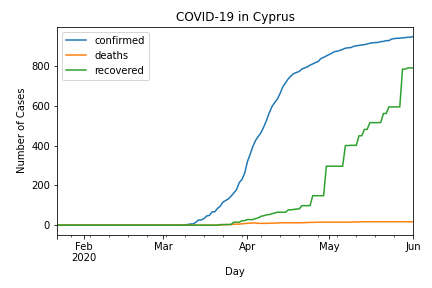 COVID-19 in Cyprus
confirmed
deaths
recovered
Number of Cases
800
600
400
200
0
Feb
2020
Mar
Apr
May
Jun
Day